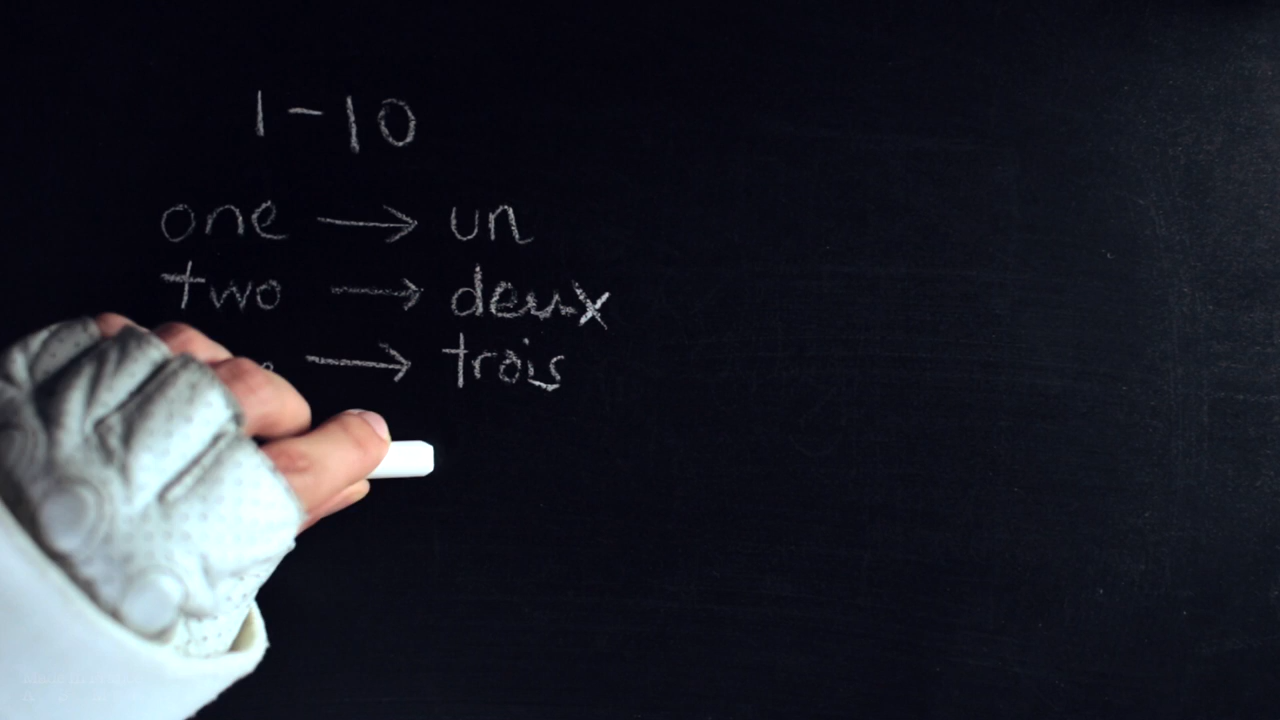 1-10
one → un
two → deux
→ trois